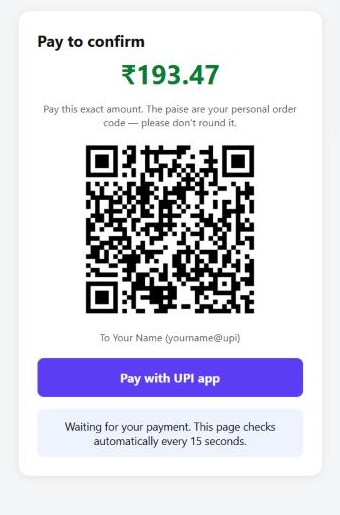 Pay to confirm
₹193.47
Pay this exact amount. The paise are your personal order
code — please don't round it.
To Your Name (yourname@upi)
Pay with UPI app
Waiting for your payment. This page checks
automatically every 15 seconds.